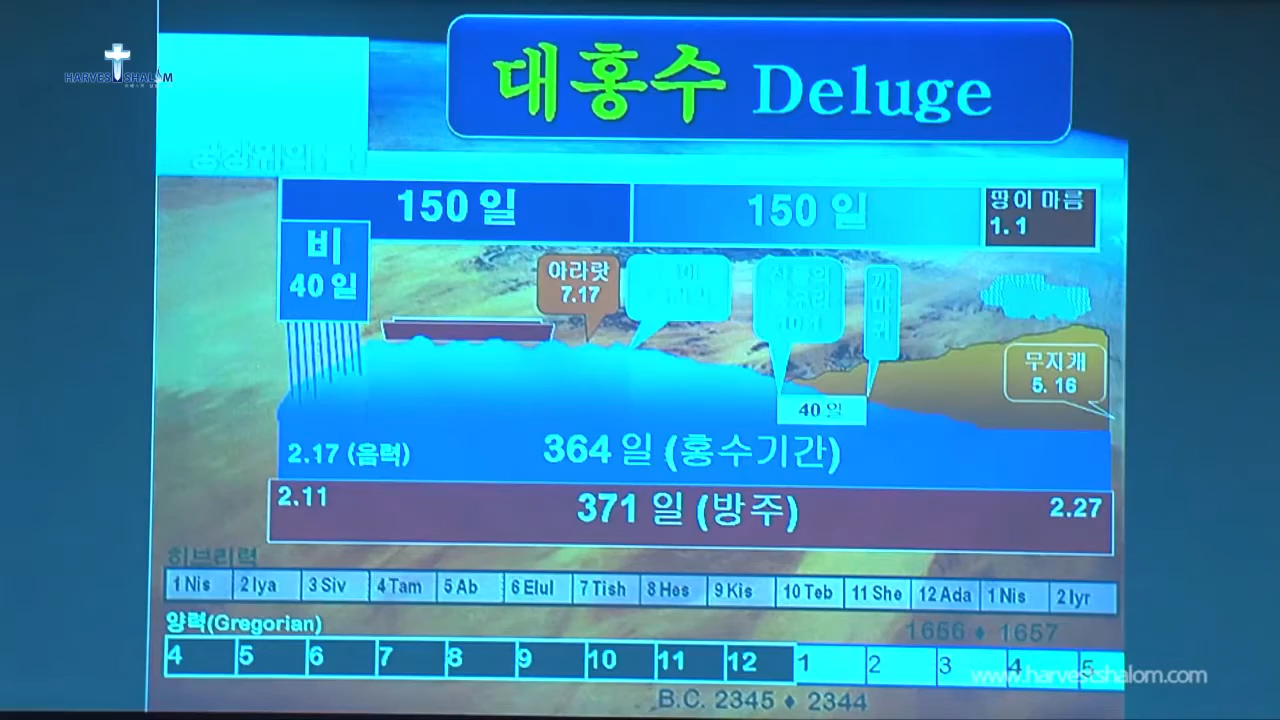 HARVEST SHALOM
대홍수 Deluge
150 일
150 일
땅이 마름
1.1
비
40 일
아라랏
7.17
까마귀
무지개
5. 16
40 일
2.17 (음력)
364 일 (홍수기간)
2.11
371 일 (방주)
2.27
히브리력
1 Nis 2 Iya 3 Siv 4 Tam 5 Ab 6 Elul 7 Tish 8 Hes 9 Kis 10 Teb 11 She 12 Ada 1 Nis 2 Iyr
양력(Gregorian)
1656 ♦ 1657
4 5 6 7 8 9 10 11 12 1 2 3 4 5
www.harvestshalom.com
B.C. 2345 ♦ 2344